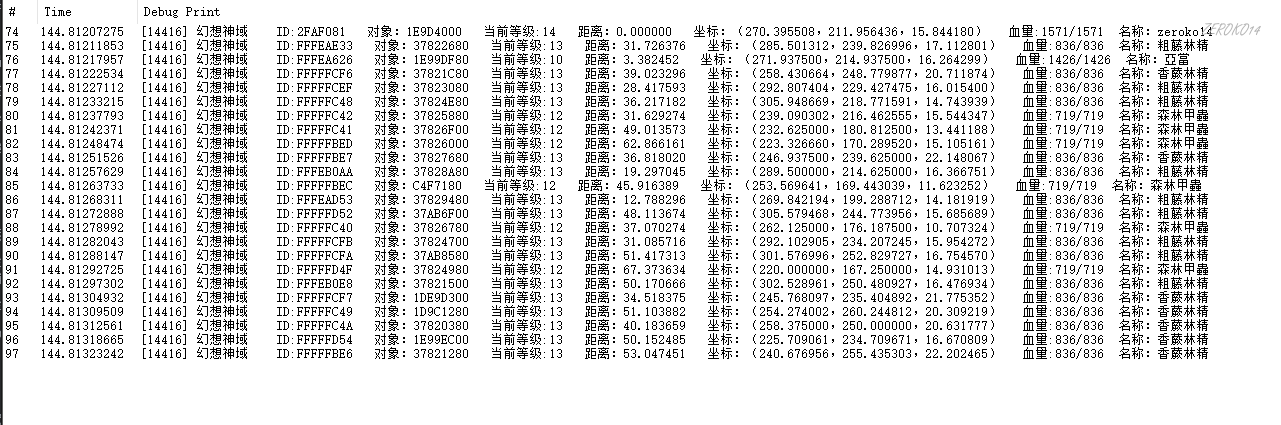 # Time Debug Print ZEROKO14
74 144.81207275 [14416] 幻想神域 ID:2FAF081 对象：1E9D4000 当前等级:14 距离：0.000000 坐标：（270.395508，211.956436，15.844180） 血量:1571/1571 名称：zeroko14
75 144.81211853 [14416] 幻想神域 ID:FFFEAE33 对象：37822680 当前等级:13 距离：31.726376 坐标：（285.501312，239.826996，17.112801） 血量:836/836 名称：粗藤林精
76 144.81217957 [14416] 幻想神域 ID:FFFEA626 对象：1E99DF80 当前等级:10 距离：3.382452 坐标：（271.937500，214.937500，16.264299） 血量:1426/1426 名称：亞當
77 144.81222534 [14416] 幻想神域 ID:FFFFFCF6 对象：37821C80 当前等级:13 距离：39.023296 坐标：（258.430664，248.779877，20.711874） 血量:836/836 名称：香藤林精
78 144.81227112 [14416] 幻想神域 ID:FFFFFCEF 对象：37823080 当前等级:13 距离：28.417593 坐标：（292.807404，229.427475，16.015400） 血量:836/836 名称：粗藤林精
79 144.81233215 [14416] 幻想神域 ID:FFFFFC48 对象：37824E80 当前等级:13 距离：36.217182 坐标：（305.948669，218.771591，14.743939） 血量:836/836 名称：粗藤林精
80 144.81237793 [14416] 幻想神域 ID:FFFFFC42 对象：37825880 当前等级:12 距离：31.629274 坐标：（239.090302，216.462555，15.544347） 血量:719/719 名称：森林甲蟲
81 144.81242371 [14416] 幻想神域 ID:FFFFFC41 对象：37826F00 当前等级:12 距离：49.013573 坐标：（232.625000，180.812500，13.441188） 血量:719/719 名称：森林甲蟲
82 144.81248474 [14416] 幻想神域 ID:FFFFFBED 对象：37826000 当前等级:12 距离：62.866161 坐标：（223.326660，170.289520，15.105161） 血量:719/719 名称：森林甲蟲
83 144.81251526 [14416] 幻想神域 ID:FFFFFBE7 对象：37827680 当前等级:13 距离：36.818020 坐标：（246.937500，239.625000，22.148067） 血量:836/836 名称：香藤林精
84 144.81257629 [14416] 幻想神域 ID:FFFEB0AA 对象：37828A80 当前等级:13 距离：19.297045 坐标：（289.500000，214.625000，16.366751） 血量:836/836 名称：粗藤林精
85 144.81263733 [14416] 幻想神域 ID:FFFFFBEC 对象：C4F7180 当前等级:12 距离：45.916389 坐标：（253.569641，169.443039，11.623252） 血量:719/719 名称：森林甲蟲
86 144.81268311 [14416] 幻想神域 ID:FFFEAD53 对象：37829480 当前等级:13 距离：12.788296 坐标：（269.842194，199.288712，14.181919） 血量:836/836 名称：粗藤林精
87 144.81272888 [14416] 幻想神域 ID:FFFFFD52 对象：37AB6F00 当前等级:13 距离：48.113674 坐标：（305.579468，244.773956，15.685689） 血量:836/836 名称：粗藤林精
88 144.81278992 [14416] 幻想神域 ID:FFFFFC40 对象：37826780 当前等级:12 距离：37.070274 坐标：（262.125000，176.187500，10.707324） 血量:719/719 名称：森林甲蟲
89 144.81282043 [14416] 幻想神域 ID:FFFFFCFB 对象：37824700 当前等级:13 距离：31.085716 坐标：（292.102905，234.207245，15.954272） 血量:836/836 名称：粗藤林精
90 144.81288147 [14416] 幻想神域 ID:FFFFFCFA 对象：37AB8580 当前等级:13 距离：51.417313 坐标：（301.576996，252.829727，16.754570） 血量:836/836 名称：粗藤林精
91 144.81292725 [14416] 幻想神域 ID:FFFFFD4F 对象：37824980 当前等级:12 距离：67.373634 坐标：（220.000000，167.250000，14.931013） 血量:719/719 名称：森林甲蟲
92 144.81297302 [14416] 幻想神域 ID:FFFEB0E8 对象：37821500 当前等级:13 距离：50.170666 坐标：（302.528961，250.480927，16.476934） 血量:836/836 名称：粗藤林精
93 144.81304932 [14416] 幻想神域 ID:FFFFFCF7 对象：1DE9D300 当前等级:13 距离：34.518375 坐标：（245.768097，235.404892，21.775352） 血量:836/836 名称：香藤林精
94 144.81309509 [14416] 幻想神域 ID:FFFFFC49 对象：1D9C1280 当前等级:13 距离：51.103882 坐标：（254.274002，260.244812，20.309219） 血量:836/836 名称：香藤林精
95 144.81312561 [14416] 幻想神域 ID:FFFFFC4A 对象：37820380 当前等级:13 距离：40.183659 坐标：（258.375000，250.000000，20.631777） 血量:836/836 名称：香藤林精
96 144.81318665 [14416] 幻想神域 ID:FFFFFD54 对象：1E99EC00 当前等级:13 距离：50.152485 坐标：（225.709061，234.709671，16.670809） 血量:836/836 名称：香藤林精
97 144.81323242 [14416] 幻想神域 ID:FFFFFBE6 对象：37821280 当前等级:13 距离：53.047451 坐标：（240.676956，255.435303，22.202465） 血量:836/836 名称：香藤林精